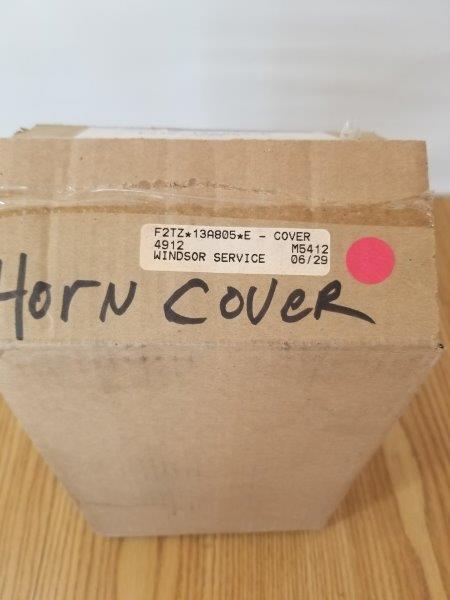 F2TZ*13A805*E - COVER
4912 M5412
WINDSOR SERVICE 06/29
HORN COVER